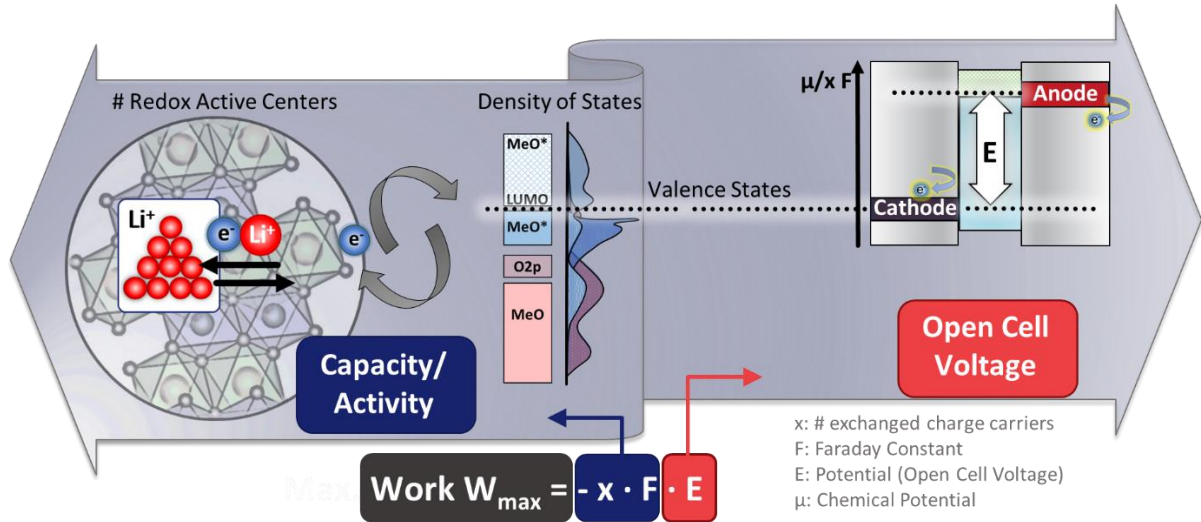 # Redox Active Centers
Li⁺
e⁻
Li⁺
e⁻
Density of States
MeO*
LUMO
MeO*
O2p
MeO
Valence States
μ/x F
Anode
e⁻
E
e⁻
Cathode
Capacity/
Activity
Open Cell
Voltage
x: # exchanged charge carriers
F: Faraday Constant
E: Potential (Open Cell Voltage)
μ: Chemical Potential
Max. Work Wmax = - x · F · E